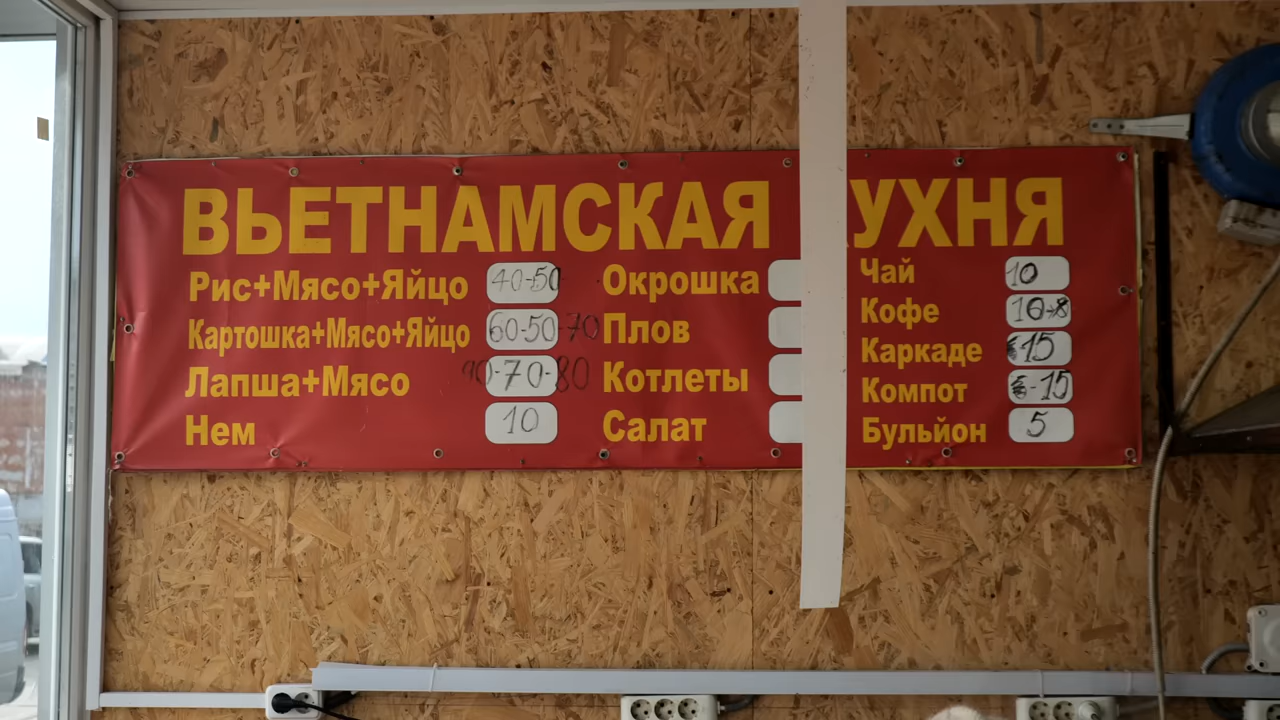 ВЬЕТНАМСКАЯ УХНЯ
Рис+Мясо+Яйцо 40-50
Картошка+Мясо+Яйцо 60-50-70
Лапша+Мясо 90-70-80
Нем 10
Окрошка
Плов
Котлеты
Салат
Чай 10
Кофе 10-8
Каркаде 15
Компот -15
Бульйон 5